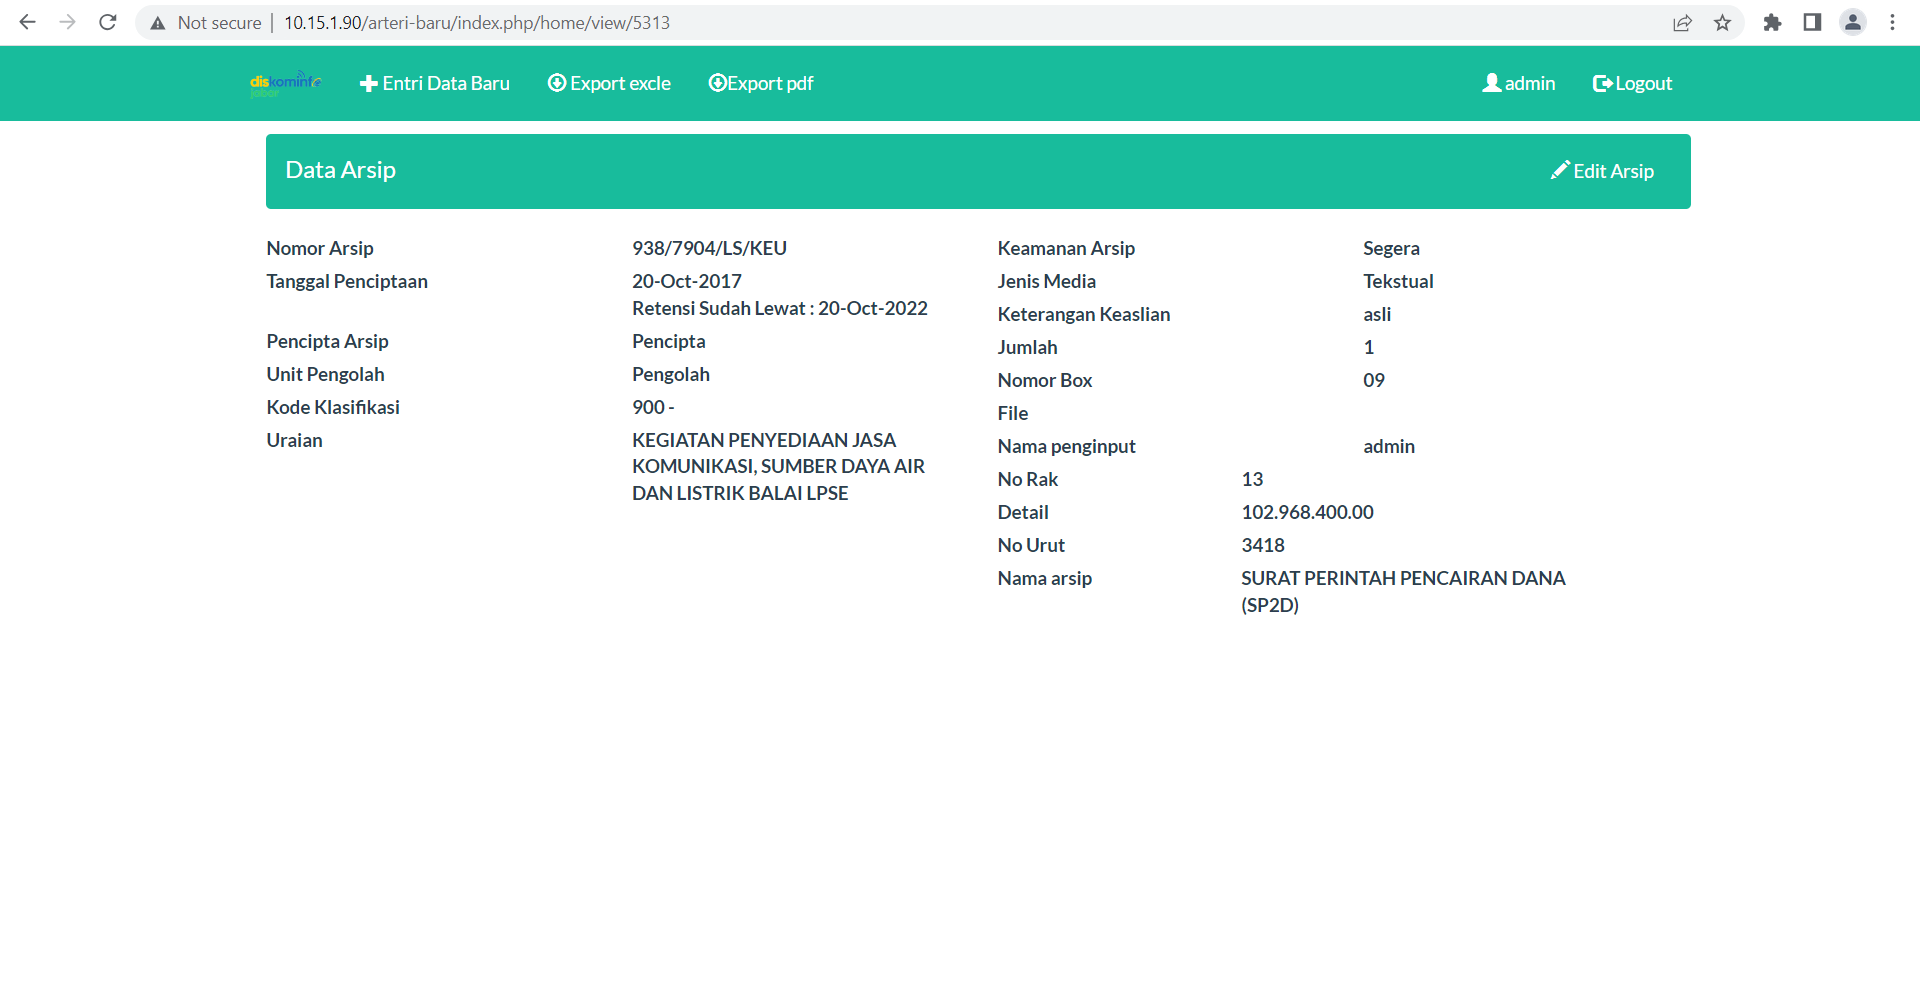 Not secure | 10.15.1.90/arteri-baru/index.php/home/view/5313
diskominfo
jabar
Entri Data Baru Export excle Export pdf admin Logout
Data Arsip Edit Arsip
Nomor Arsip 938/7904/LS/KEU
Tanggal Penciptaan 20-Oct-2017
Retensi Sudah Lewat : 20-Oct-2022
Pencipta Arsip Pencipta
Unit Pengolah Pengolah
Kode Klasifikasi 900 -
Uraian KEGIATAN PENYEDIAAN JASA
KOMUNIKASI, SUMBER DAYA AIR
DAN LISTRIK BALAI LPSE
Keamanan Arsip Segera
Jenis Media Tekstual
Keterangan Keaslian asli
Jumlah 1
Nomor Box 09
File
Nama penginput admin
No Rak 13
Detail 102.968.400.00
No Urut 3418
Nama arsip SURAT PERINTAH PENCAIRAN DANA
(SP2D)